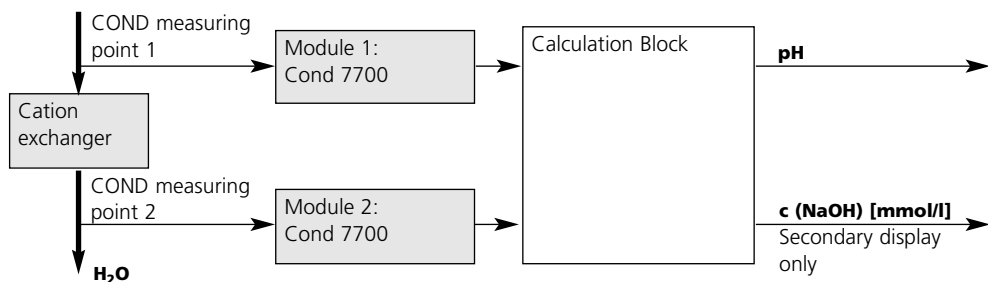 COND measuring
point 1
Module 1:
Cond 7700
Calculation Block
pH
Cation
exchanger
COND measuring
point 2
Module 2:
Cond 7700
c (NaOH) [mmol/l]
Secondary display
only
H₂O